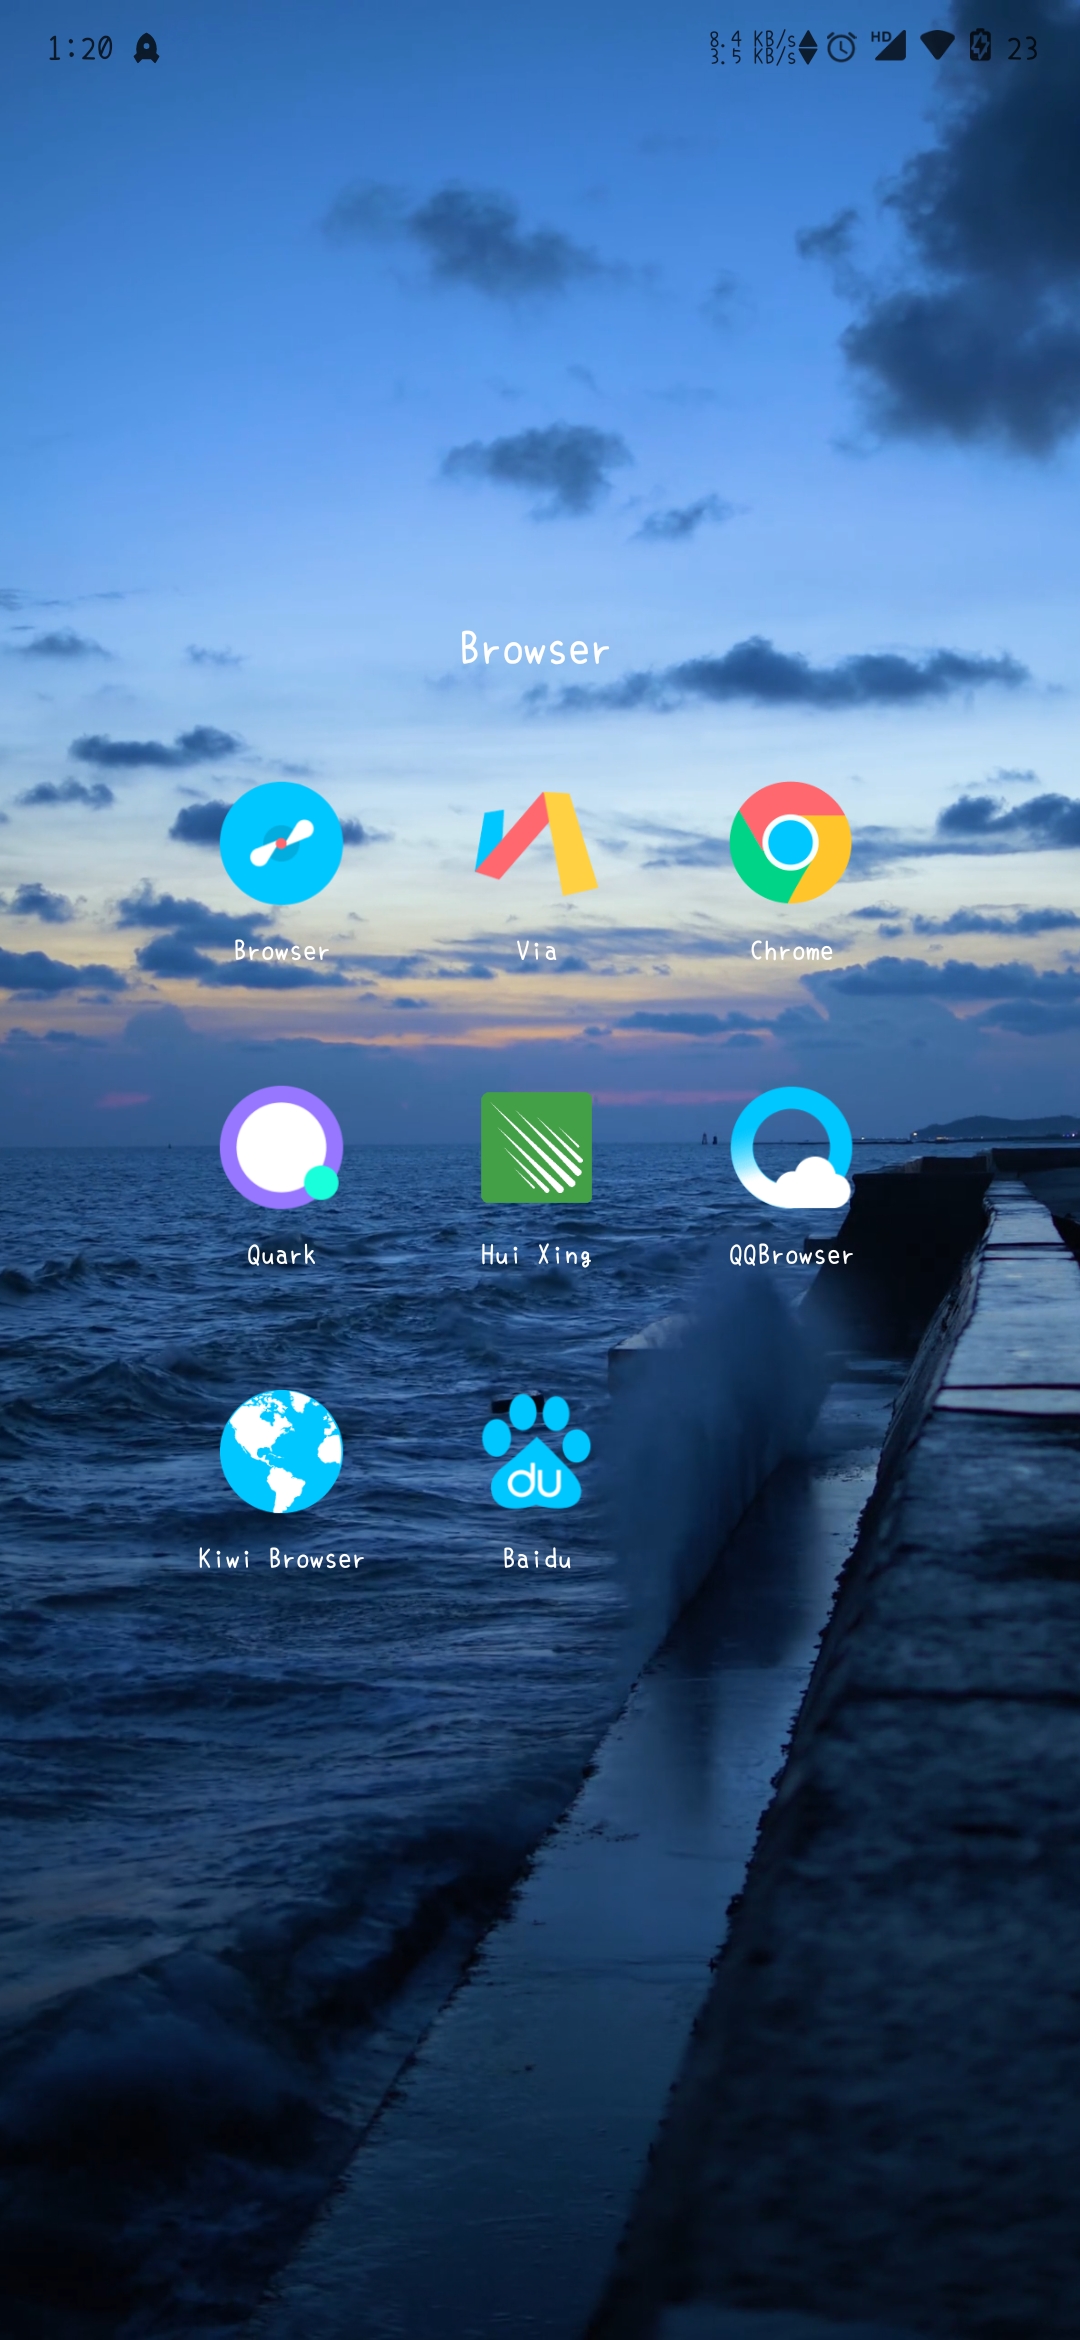 1:20
8.4 KB/s
3.5 KB/s
HD
23
Browser
Browser
Via
Chrome
Quark
Hui Xing
QQBrowser
du
Kiwi Browser
Baidu